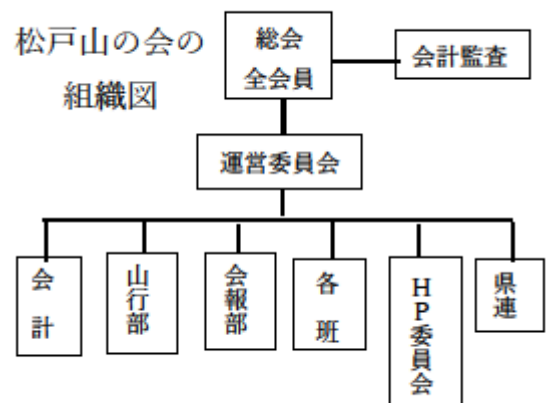 松戸山の会の
組織図
総会
全会員
会計監査
運営委員会
会計
山行部
会報部
各班
HP委員会
県連